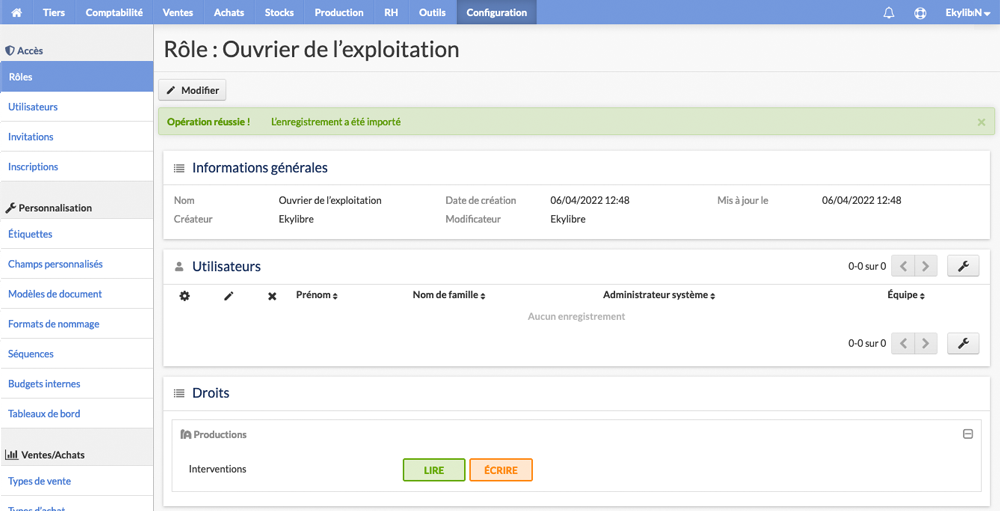 Tiers Comptabilité Ventes Achats Stocks Production RH Outils Configuration
Accès
Rôles
Utilisateurs
Invitations
Inscriptions
Personnalisation
Étiquettes
Champs personnalisés
Modèles de document
Formats de nommage
Séquences
Budgets internes
Tableaux de bord
Ventes/Achats
Types de vente
Types d'achat
Rôle : Ouvrier de l'exploitation
Modifier
Opération réussie ! L'enregistrement a été importé
Informations générales
Nom Ouvrier de l'exploitation Date de création 06/04/2022 12:48 Mis à jour le 06/04/2022 12:48
Créateur Ekylibre Modificateur Ekylibre
Utilisateurs 0-0 sur 0
Prénom Nom de famille Administrateur système Équipe
Aucun enregistrement
0-0 sur 0
Droits
Productions
Interventions LIRE ÉCRIRE